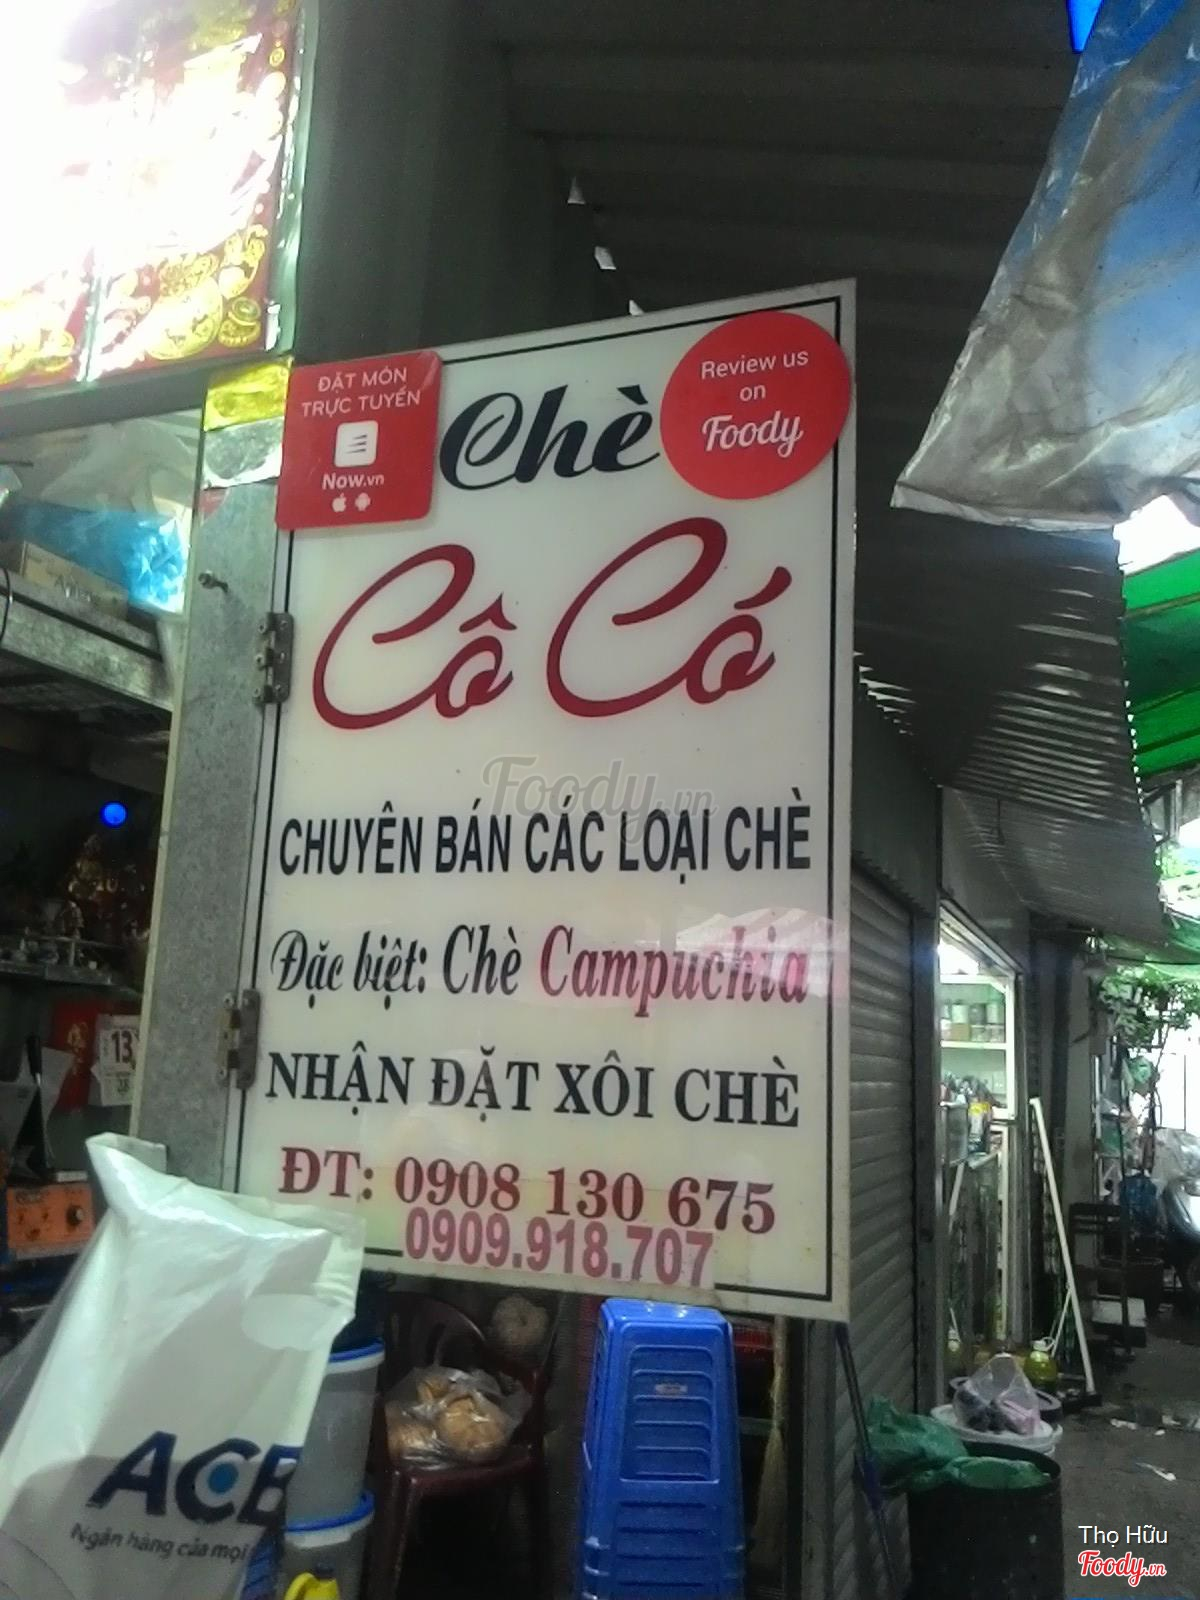 ĐẶT MÓN
TRỰC TUYẾN
Now.vn
Chè
Review us
on
Foody
Cô Có
Foody.vn
CHUYÊN BÁN CÁC LOẠI CHÈ
Đặc biệt: Chè Campuchia
NHẬN ĐẶT XÔI CHÈ
ĐT: 0908 130 675
0909.918.707
13
ACB
Ngân hàng của mọi
Thọ Hữu
Foody.vn